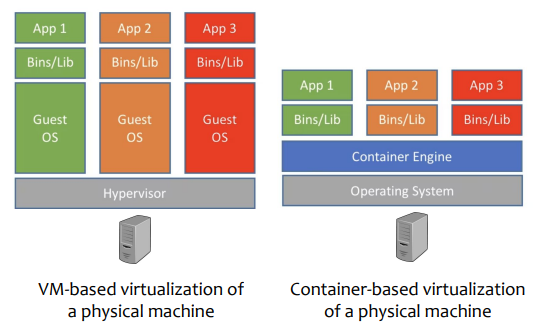 App 1
App 2
App 3
Bins/Lib
Bins/Lib
Bins/Lib
Guest
OS
Guest
OS
Guest
OS
Hypervisor
VM-based virtualization of
a physical machine
App 1
App 2
App 3
Bins/Lib
Bins/Lib
Bins/Lib
Container Engine
Operating System
Container-based virtualization
of a physical machine